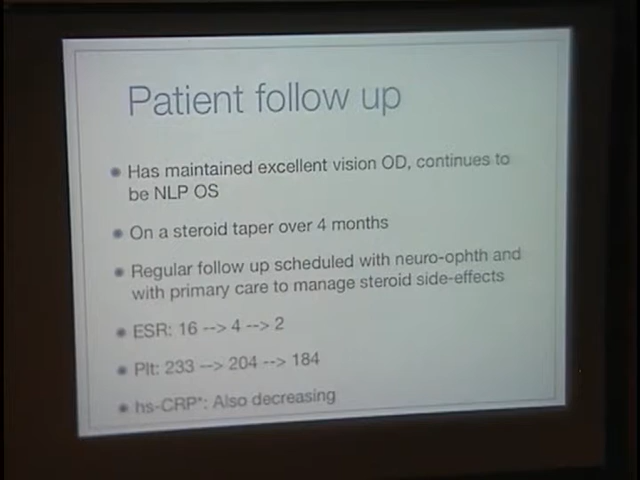 Patient follow up
Has maintained excellent vision OD, continues to
be NLP OS
On a steroid taper over 4 months
Regular follow up scheduled with neuro-ophth and
with primary care to manage steroid side-effects
ESR: 16 --> 4 --> 2
Plt: 233 --> 204 --> 184
hs-CRP*: Also decreasing